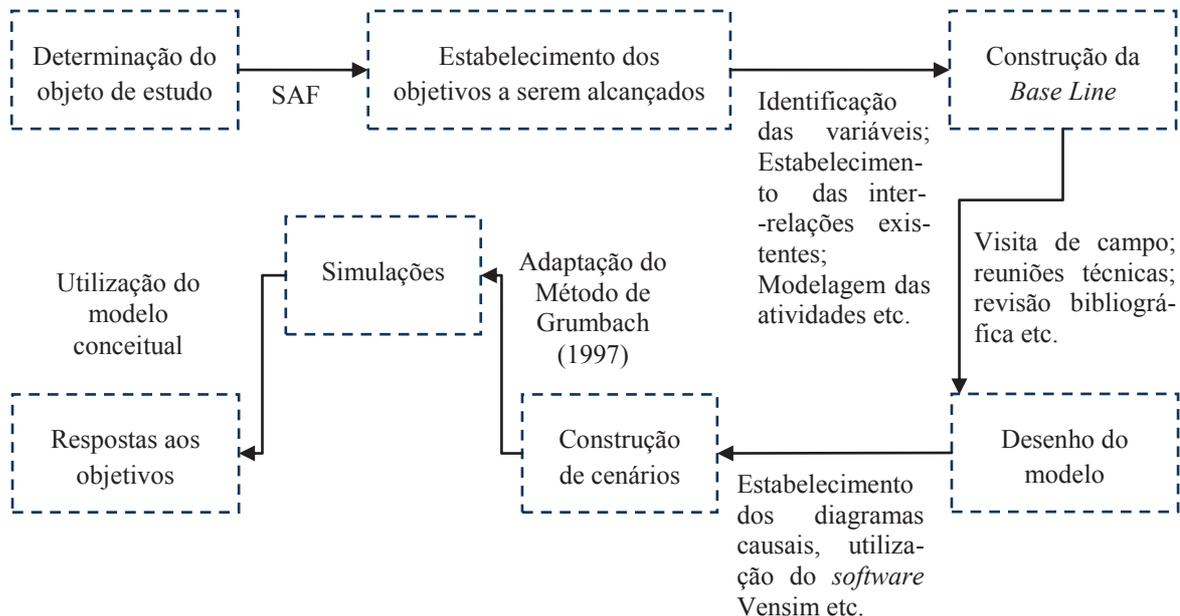 Determinação do
objeto de estudo
SAF
Estabelecimento dos
objetivos a serem alcançados
Identificação
das variáveis;
Estabelecimen-
to das inter-
-relações exis-
tentes;
Modelagem das
atividades etc.
Construção da
Base Line
Visita de campo;
reuniões técnicas;
revisão bibliográ-
fica etc.
Desenho do
modelo
Estabelecimento
dos diagramas
causais, utiliza-
ção do software
Vensim etc.
Construção
de cenários
Adaptação do
Método de
Grumbach
(1997)
Simulações
Utilização do
modelo
conceitual
Respostas aos
objetivos